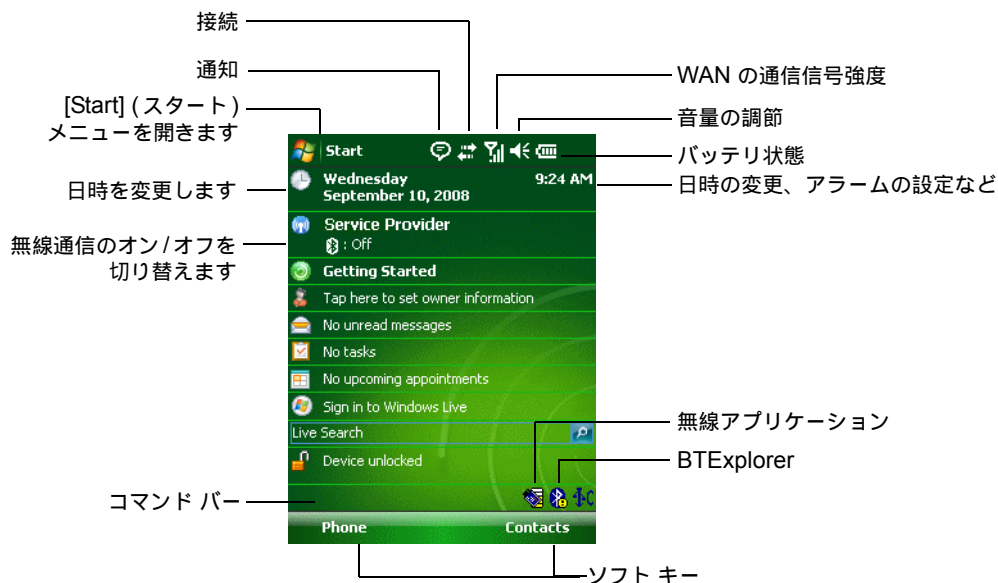 接続
通知
WAN の通信信号強度
[Start] (スタート)
メニューを開きます
音量の調節
Start
バッテリ状態
日時を変更します
Wednesday
September 10, 2008
9:24 AM
日時の変更、アラームの設定など
無線通信のオン / オフを
切り替えます
Service Provider
: Off
Getting Started
Tap here to set owner information
No unread messages
No tasks
No upcoming appointments
Sign in to Windows Live
Live Search
無線アプリケーション
Device unlocked
BTExplorer
コマンド バー
Phone
Contacts
ソフト キー